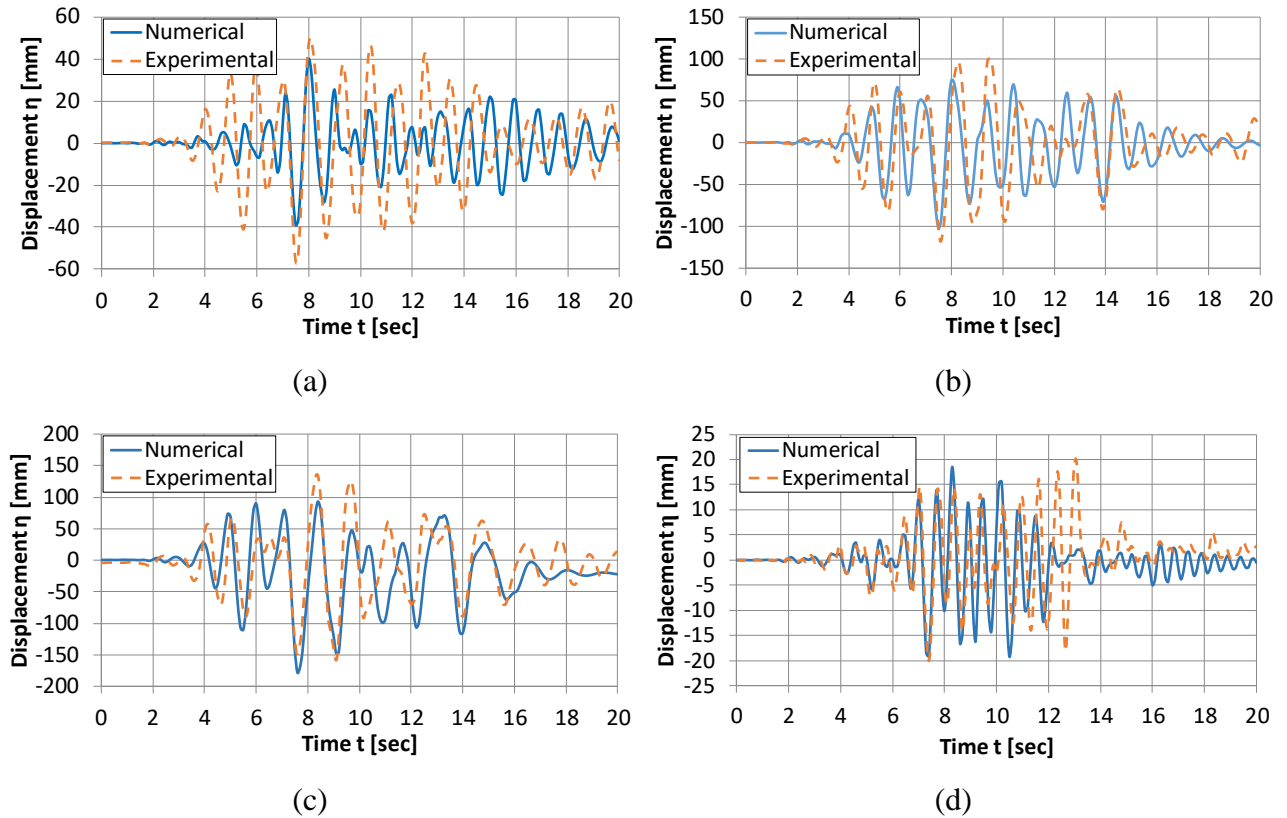 Displacement η [mm]
60
40
20
0
-20
-40
-60
Numerical
Experimental
0 2 4 6 8 10 12 14 16 18 20
Time t [sec]
(a)
Displacement η [mm]
150
100
50
0
-50
-100
-150
Numerical
Experimental
0 2 4 6 8 10 12 14 16 18 20
Time t [sec]
(b)
Displacement η [mm]
200
150
100
50
0
-50
-100
-150
-200
Numerical
Experimental
0 2 4 6 8 10 12 14 16 18 20
Time t [sec]
(c)
Displacement η [mm]
25
20
15
10
5
0
-5
-10
-15
-20
-25
Numerical
Experimental
0 2 4 6 8 10 12 14 16 18 20
Time t [sec]
(d)